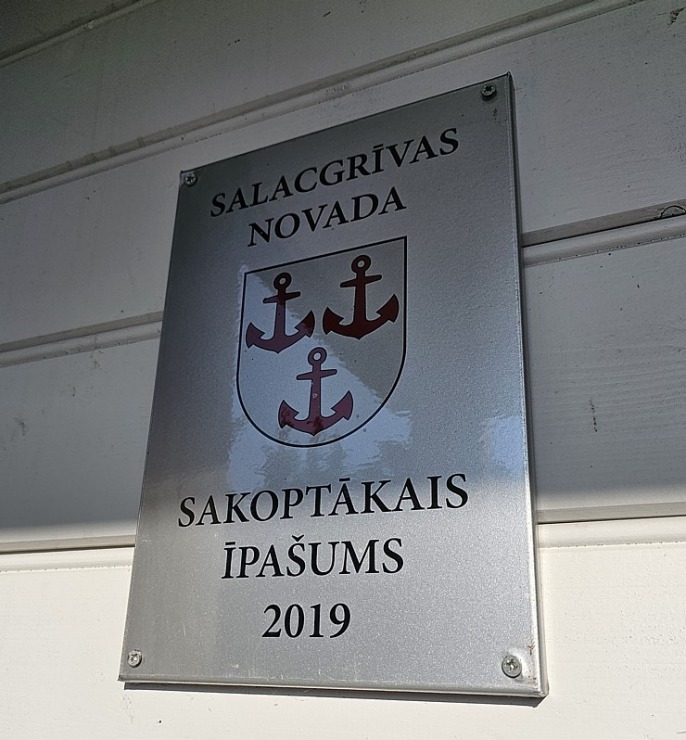 SALACGRĪVAS
NOVADA
SAKOPTĀKAIS
ĪPAŠUMS
2019